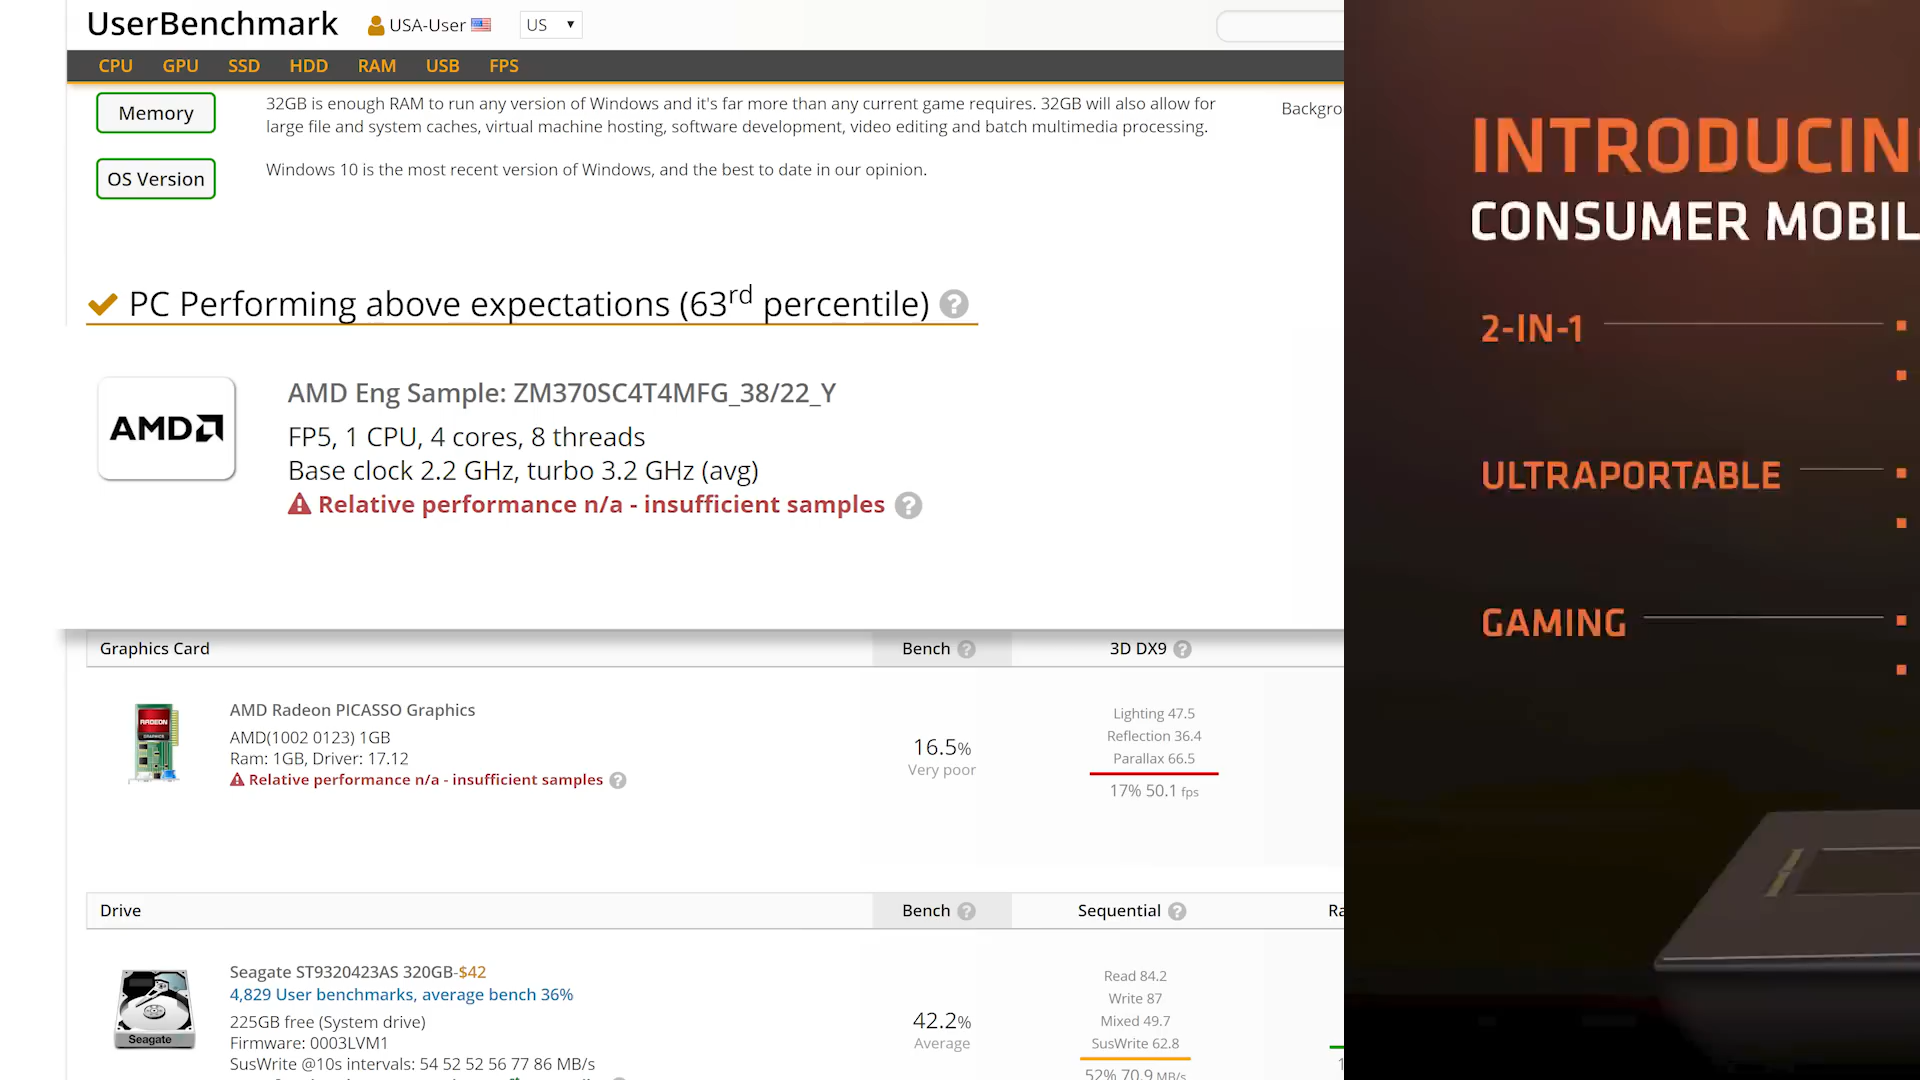 UserBenchmark
USA-User
US
CPU GPU SSD HDD RAM USB FPS
Memory
32GB is enough RAM to run any version of Windows and it's far more than any current game requires. 32GB will also allow for
large file and system caches, virtual machine hosting, software development, video editing and batch multimedia processing.
Backgro
OS Version
Windows 10 is the most recent version of Windows, and the best to date in our opinion.
PC Performing above expectations (63rd percentile) ?
AMD
AMD Eng Sample: ZM370SC4T4MFG_38/22_Y
FP5, 1 CPU, 4 cores, 8 threads
Base clock 2.2 GHz, turbo 3.2 GHz (avg)
Relative performance n/a - insufficient samples ?
Graphics Card
Bench ?
3D DX9 ?
RADEON
AMD Radeon PICASSO Graphics
AMD(1002 0123) 1GB
Ram: 1GB, Driver: 17.12
Relative performance n/a - insufficient samples ?
16.5%
Very poor
Lighting 47.5
Reflection 36.4
Parallax 66.5
17% 50.1 fps
Drive
Bench ?
Sequential ?
Ra
Seagate
Seagate ST9320423AS 320GB-$42
4,829 User benchmarks, average bench 36%
225GB free (System drive)
Firmware: 0003LVM1
SusWrite @10s intervals: 54 52 52 56 77 86 MB/s
42.2%
Average
Read 84.2
Write 87
Mixed 49.7
SusWrite 62.8
52% 70.9 MB/s
INTRODUCIN
CONSUMER MOBIL
2-IN-1
ULTRAPORTABLE
GAMING